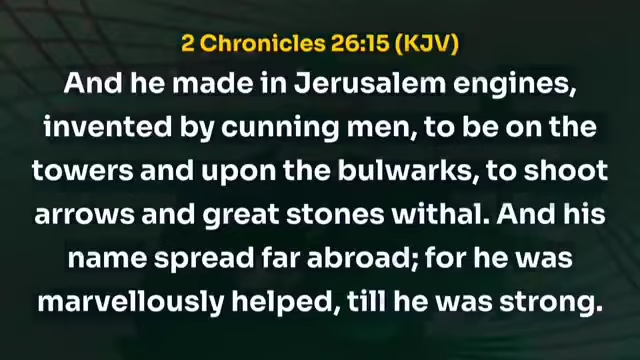 2 Chronicles 26:15 (KJV)
And he made in Jerusalem engines,
invented by cunning men, to be on the
towers and upon the bulwarks, to shoot
arrows and great stones withal. And his
name spread far abroad; for he was
marvellously helped, till he was strong.